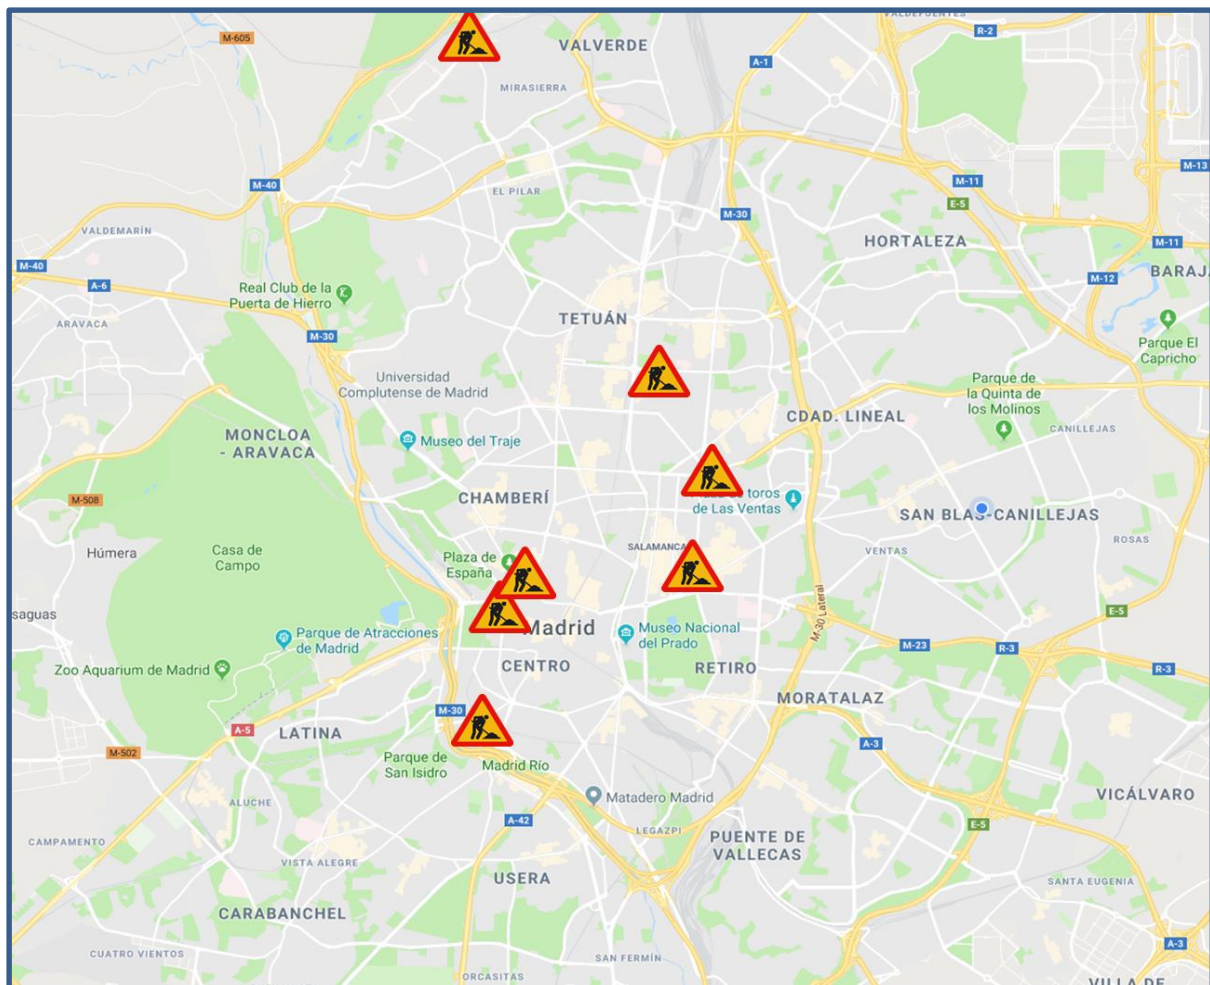 VALDEFUENTES
M-605
R-2
VALVERDE
A-1
MIRASIERRA
M-13
M-40
EL PILAR
M-11
E-5
M-30
VALDEMARÍN
HORTALEZA
M-11
M-40
BARAJA
M-12
A-6
Real Club de la
Puerta de Hierro
TETUÁN
ARAVACA
M-30
Parque El
Capricho
Universidad
Complutense de Madrid
Parque de
la Quinta de
los Molinos
CDAD. LINEAL
MONCLOA
- ARAVACA
Museo del Traje
CANILLEJAS
CHAMBERÍ
M-508
de toros
de Las Ventas
SAN BLAS-CANILLEJAS
ROSAS
Húmera
Casa de
Campo
Plaza de
España
SALAMANCA
VENTAS
M-30 Lateral
saguas
E-5
Parque de Atracciones
de Madrid
Madrid
Museo Nacional
del Prado
M-23
R-3
R-3
Zoo Aquarium de Madrid
CENTRO
RETIRO
MORATALAZ
M-30
A-5
LATINA
M-502
A-3
Parque de
San Isidro
Madrid Río
Matadero Madrid
VICÁLVARO
ALUCHE
A-42
LEGAZPI
E-5
CAMPAMENTO
PUENTE DE
VALLECAS
VISTA ALEGRE
USERA
SANTA EUGENIA
CARABANCHEL
A-3
CUATRO VIENTOS
SAN FERMÍN
ORCASITAS
VILLA DE